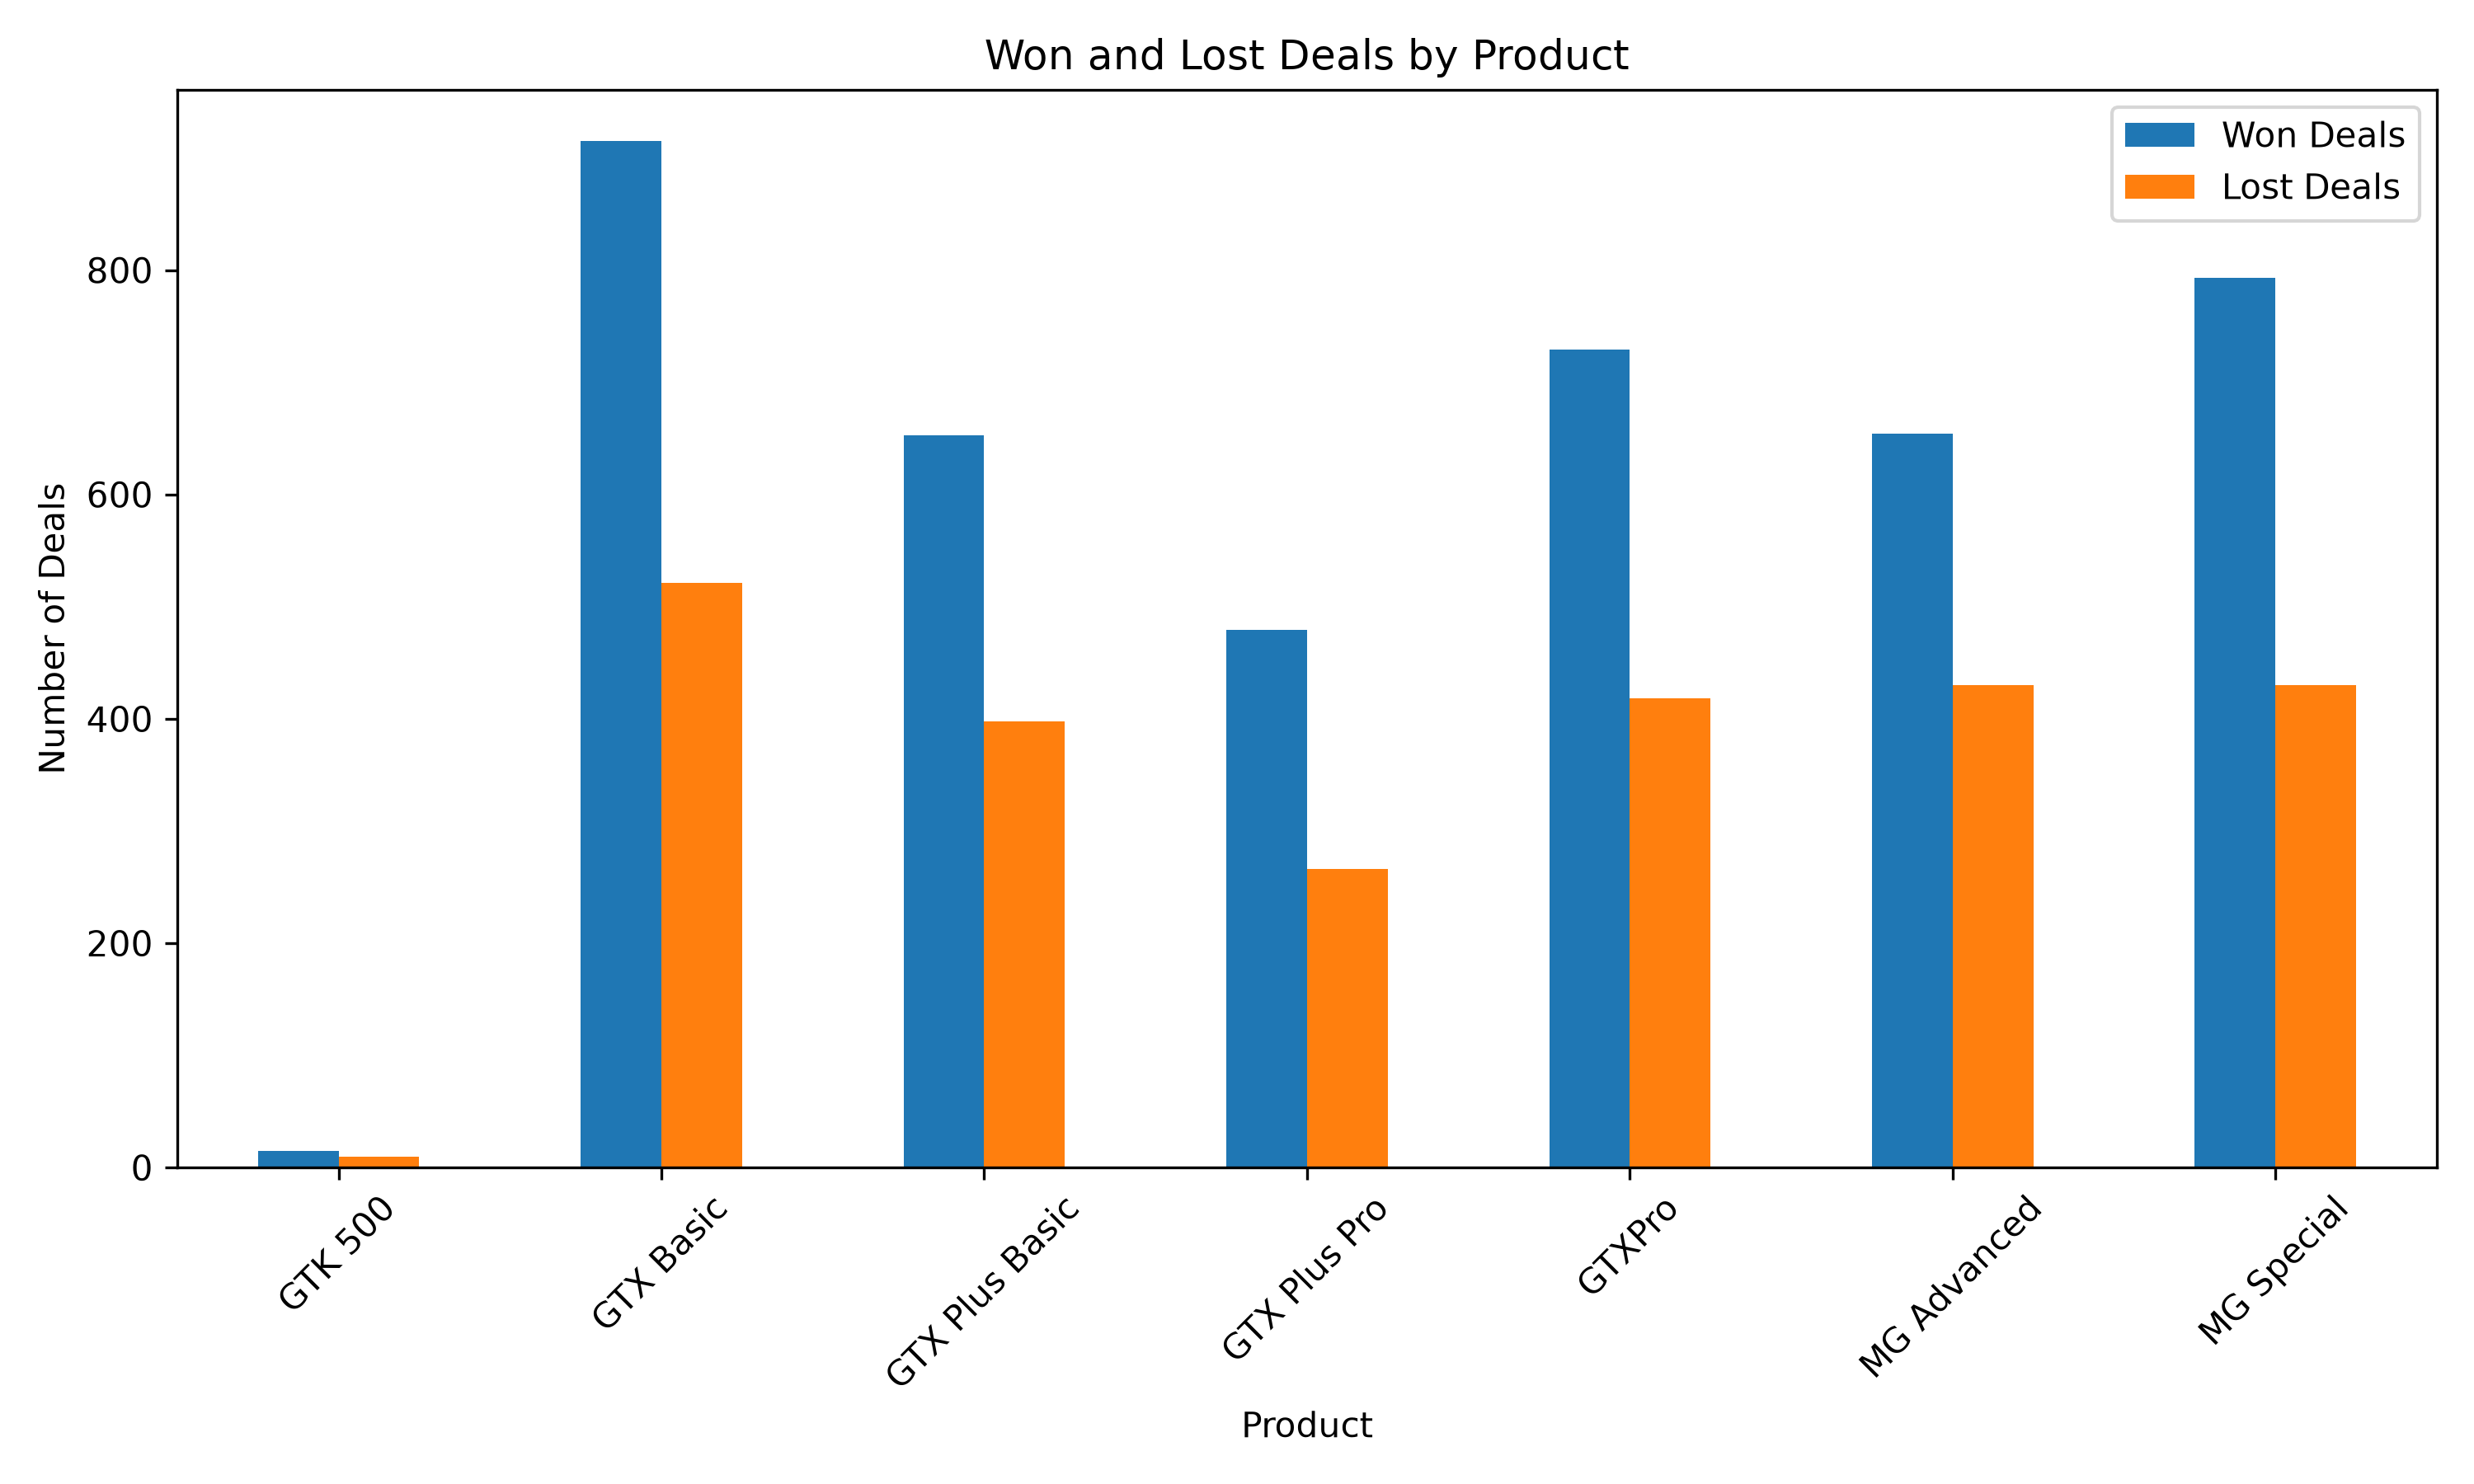 Won and Lost Deals by Product
Won Deals
Lost Deals
Number of Deals
800
600
400
200
0
GTK 500
GTX Basic
GTX Plus Basic
GTX Plus Pro
GTXPro
MG Advanced
MG Special
Product